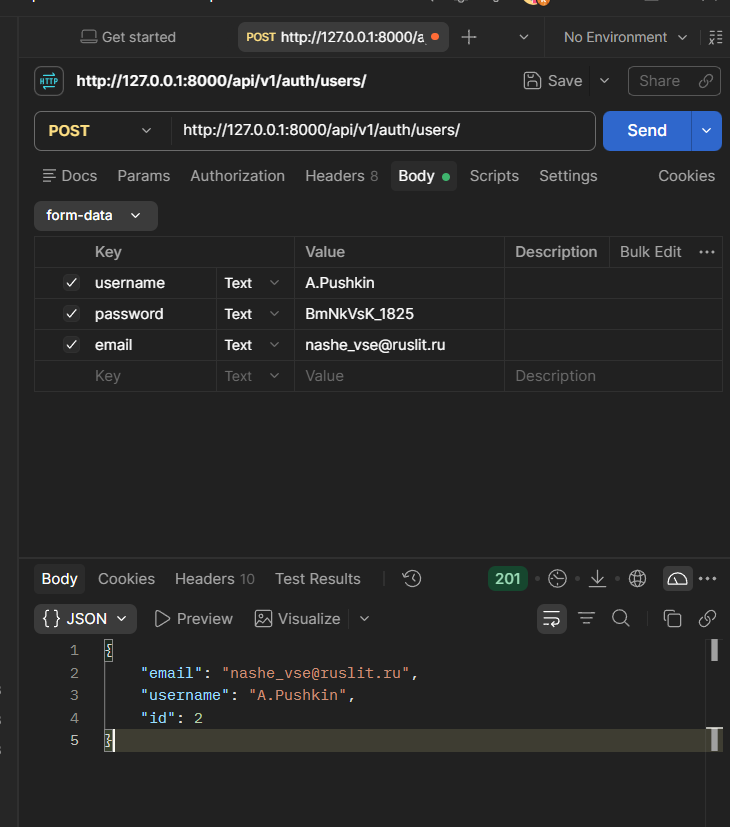 Get started POST http://127.0.0.1:8000/a No Environment
HTTP http://127.0.0.1:8000/api/v1/auth/users/ Save Share
POST http://127.0.0.1:8000/api/v1/auth/users/ Send
Docs Params Authorization Headers 8 Body Scripts Settings Cookies
form-data
Key Value Description Bulk Edit
username Text A.Pushkin
password Text BmNkVsK_1825
email Text nashe_vse@ruslit.ru
Key Text Value Description
Body Cookies Headers 10 Test Results 201
{} JSON Preview Visualize
1 {
2 "email": "nashe_vse@ruslit.ru",
3 "username": "A.Pushkin",
4 "id": 2
5 }